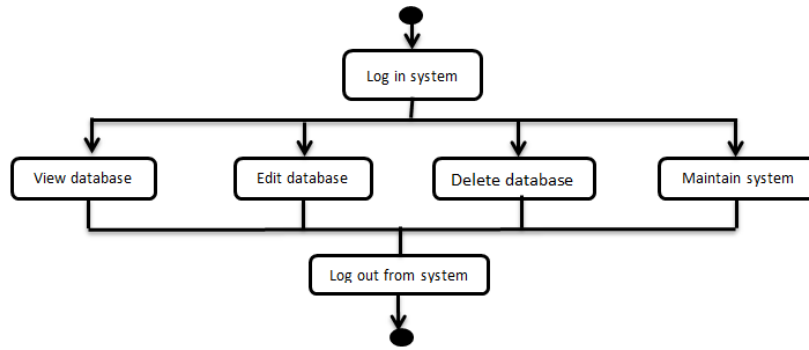 Log in system
View database
Edit database
Delete database
Maintain system
Log out from system